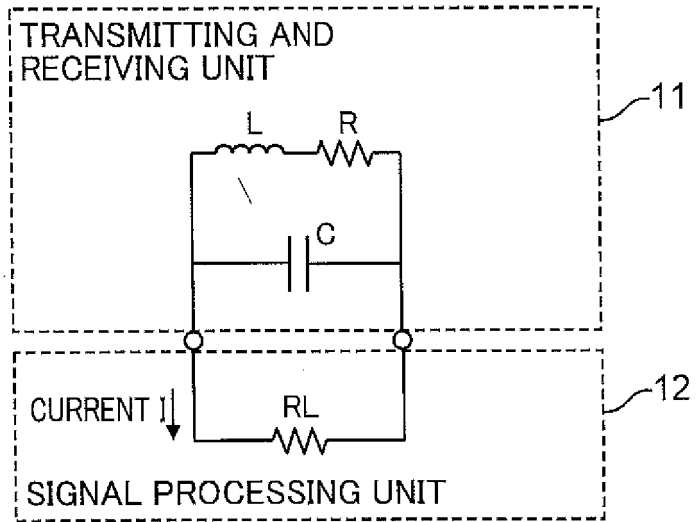 TRANSMITTING AND
RECEIVING UNIT
11
L
R
C
12
CURRENT I
RL
SIGNAL PROCESSING UNIT